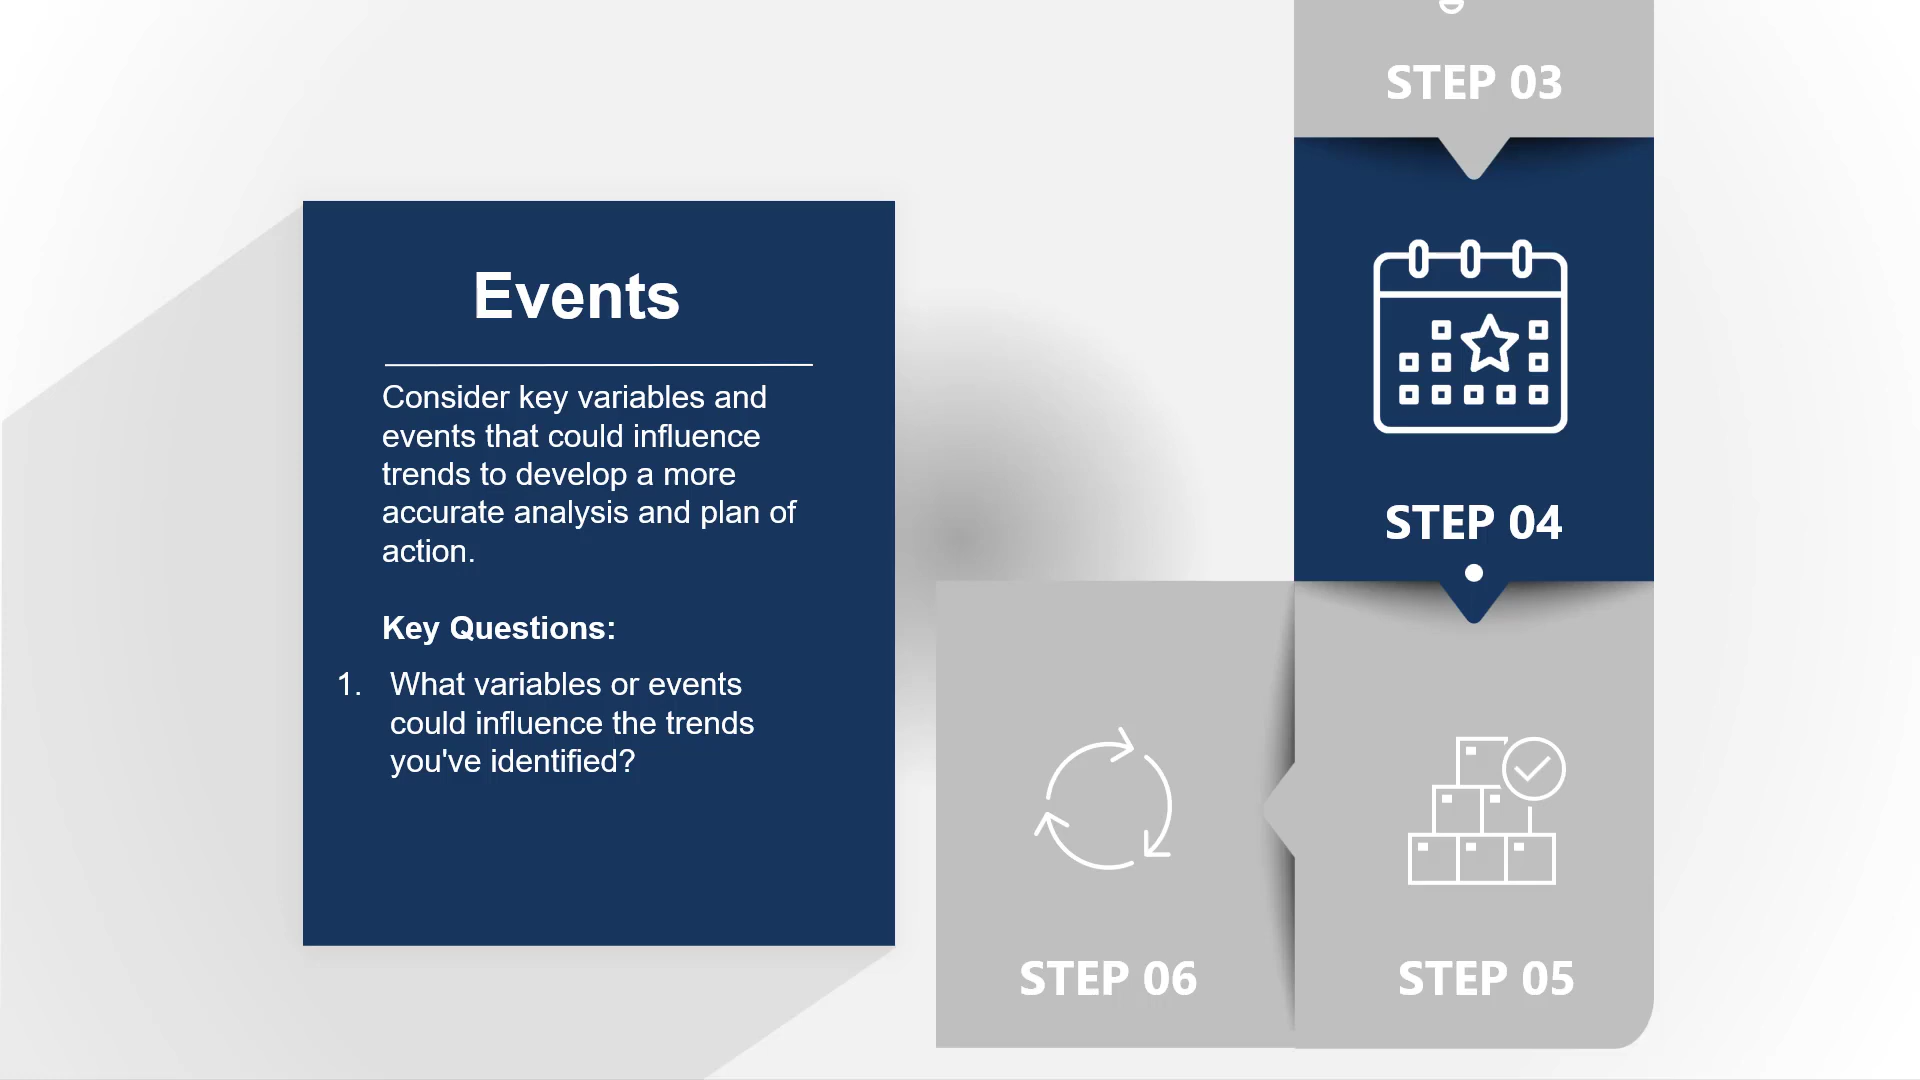 Events
Consider key variables and
events that could influence
trends to develop a more
accurate analysis and plan of
action.
Key Questions:
1. What variables or events
could influence the trends
you've identified?
STEP 03
STEP 04
STEP 06
STEP 05